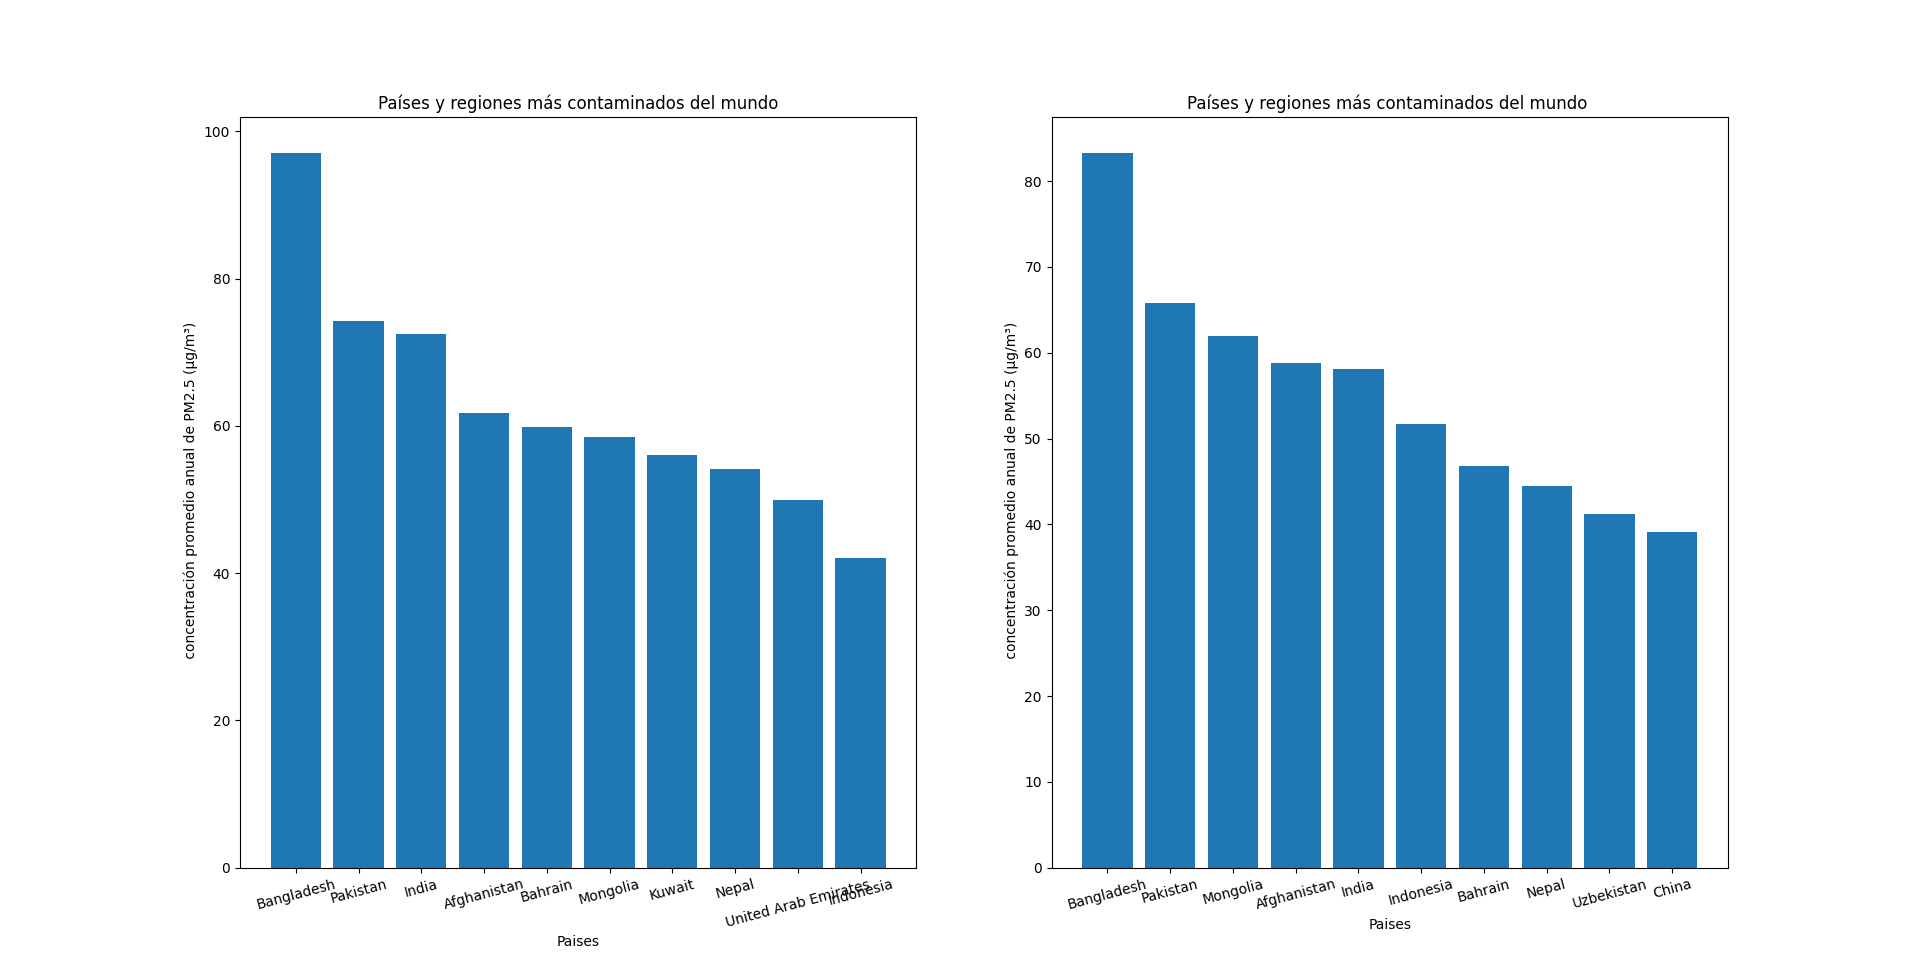 Países y regiones más contaminados del mundo
concentración promedio anual de PM2.5 (µg/m³)
100
80
60
40
20
0
Bangladesh
Pakistan
India
Afghanistan
Bahrain
Mongolia
Kuwait
Nepal
United Arab Emirates
Indonesia
Paises
Países y regiones más contaminados del mundo
concentración promedio anual de PM2.5 (µg/m³)
80
70
60
50
40
30
20
10
0
Bangladesh
Pakistan
Mongolia
Afghanistan
India
Indonesia
Bahrain
Nepal
Uzbekistan
China
Paises